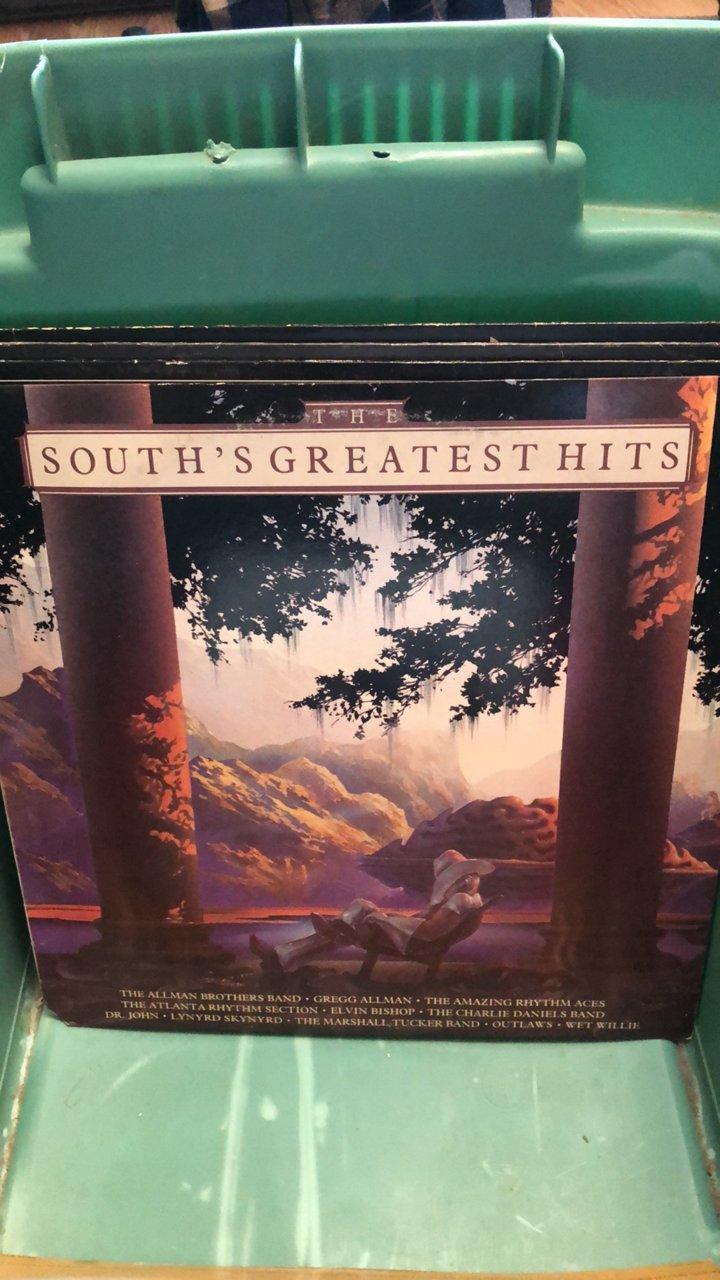 THE
SOUTH'S GREATEST HITS
THE ALLMAN BROTHERS BAND • GREGG ALLMAN • THE AMAZING RHYTHM ACES
THE ATLANTA RHYTHM SECTION • ELVIN BISHOP • THE CHARLIE DANIELS BAND
DR. JOHN • LYNYRD SKYNYRD • THE MARSHALL TUCKER BAND • OUTLAWS • WET WILLIE